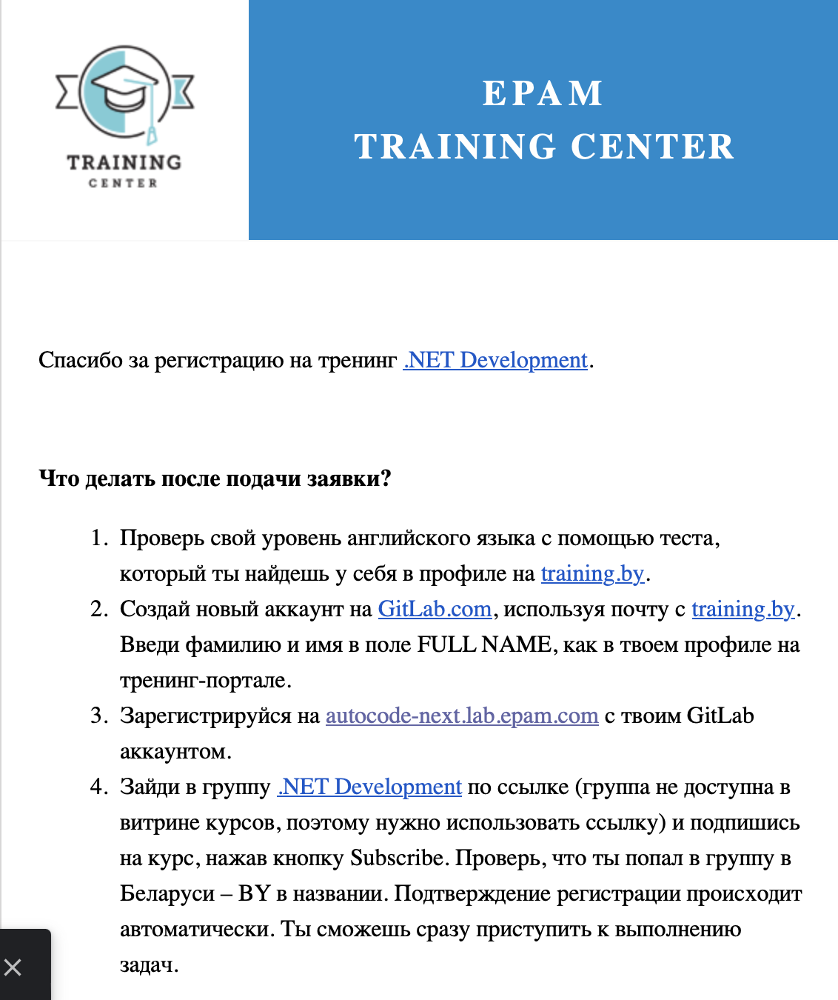 TRAINING
CENTER
EPAM
TRAINING CENTER
Спасибо за регистрацию на тренинг .NET Development.
Что делать после подачи заявки?
1. Проверь свой уровень английского языка с помощью теста,
который ты найдешь у себя в профиле на training.by.
2. Создай новый аккаунт на GitLab.com, используя почту с training.by.
Введи фамилию и имя в поле FULL NAME, как в твоем профиле на
тренинг-портале.
3. Зарегистрируйся на autocode-next.lab.epam.com с твоим GitLab
аккаунтом.
4. Зайди в группу .NET Development по ссылке (группа не доступна в
витрине курсов, поэтому нужно использовать ссылку) и подпишись
на курс, нажав кнопку Subscribe. Проверь, что ты попал в группу в
Беларуси – BY в названии. Подтверждение регистрации происходит
автоматически. Ты сможешь сразу приступить к выполнению
задач.